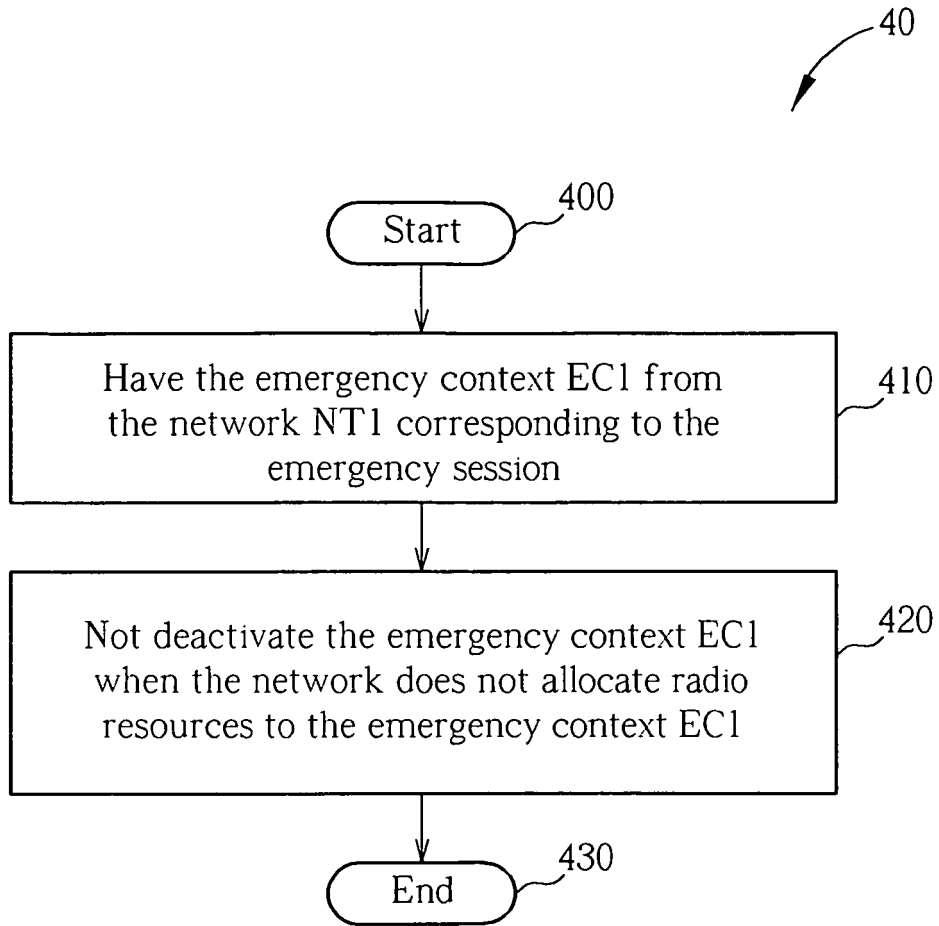 40
Start
400
Have the emergency context EC1 from
the network NT1 corresponding to the
emergency session
410
Not deactivate the emergency context EC1
when the network does not allocate radio
resources to the emergency context EC1
420
End
430